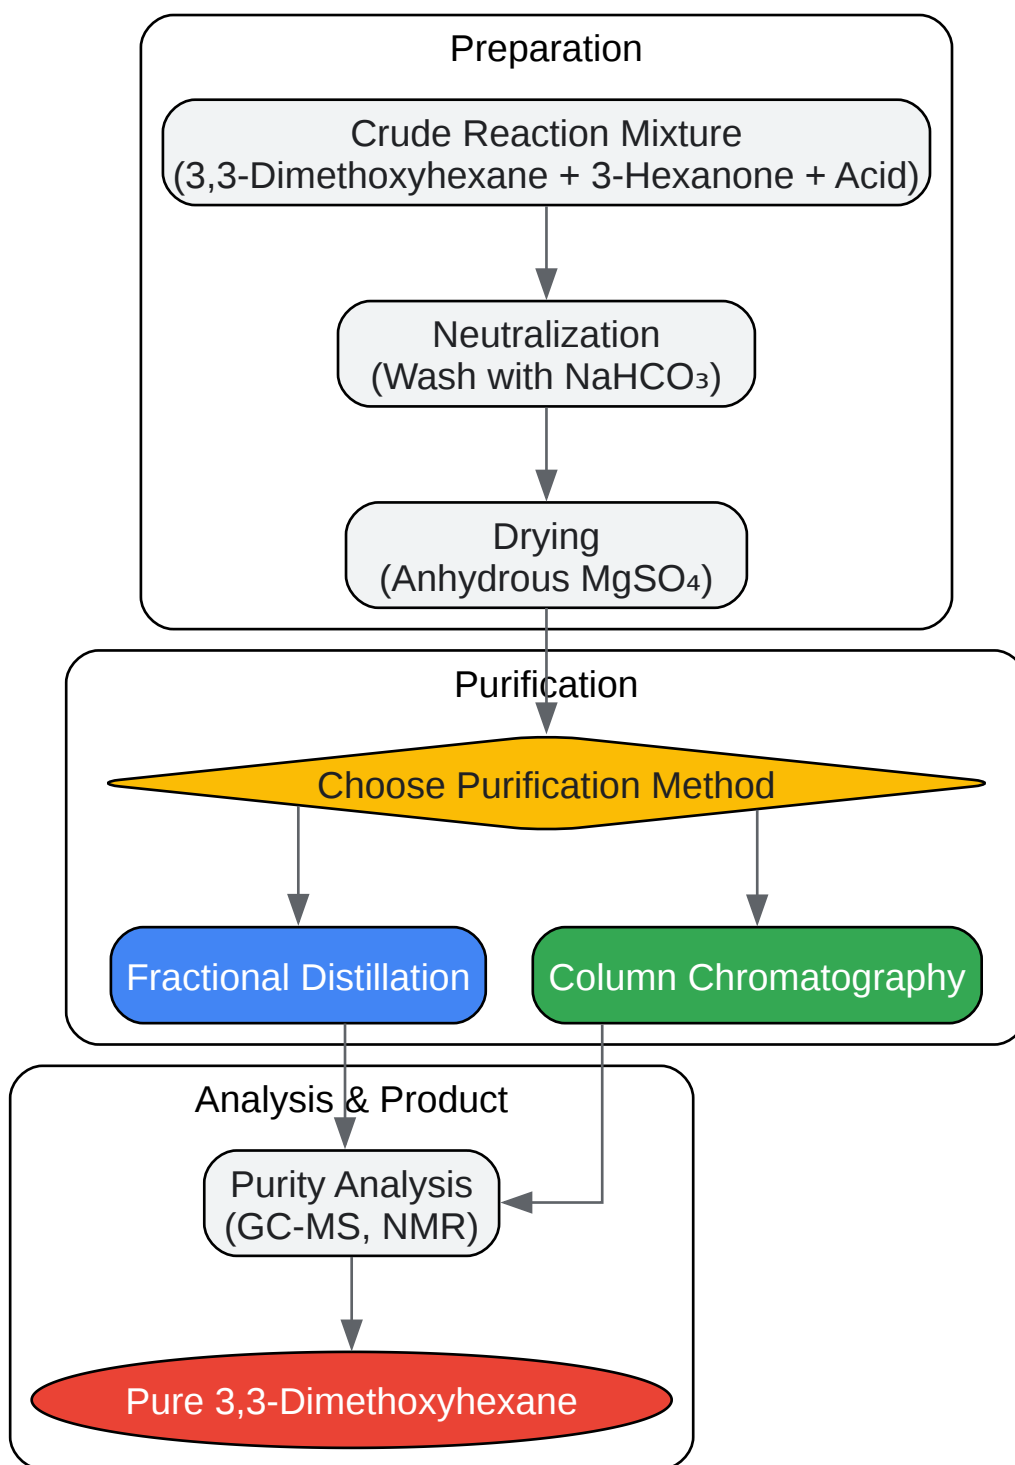 Preparation
Crude Reaction Mixture
(3,3-Dimethoxyhexane + 3-Hexanone + Acid)
Neutralization
(Wash with NaHCO₃)
Drying
(Anhydrous MgSO₄)
Purification
Choose Purification Method
Fractional Distillation
Column Chromatography
Analysis & Product
Purity Analysis
(GC-MS, NMR)
Pure 3,3-Dimethoxyhexane